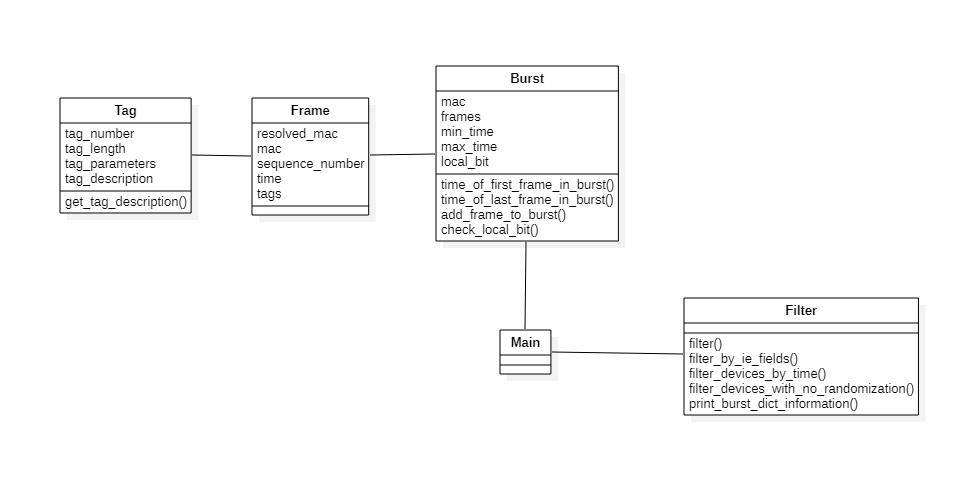 Tag
tag_number
tag_length
tag_parameters
tag_description
get_tag_description()
Frame
resolved_mac
mac
sequence_number
time
tags
Burst
mac
frames
min_time
max_time
local_bit
time_of_first_frame_in_burst()
time_of_last_frame_in_burst()
add_frame_to_burst()
check_local_bit()
Main
Filter
filter()
filter_by_ie_fields()
filter_devices_by_time()
filter_devices_with_no_randomization()
print_burst_dict_information()